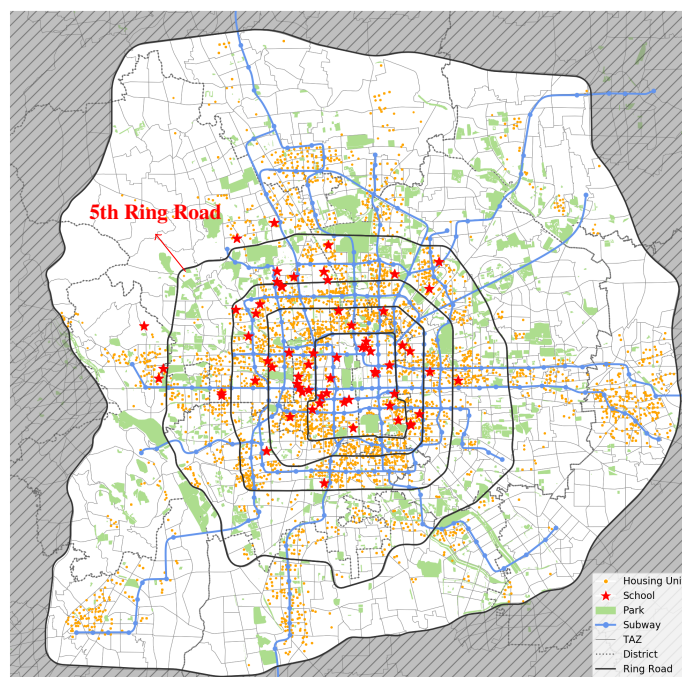 5th Ring Road
Housing Uni
School
Park
Subway
TAZ
District
Ring Road